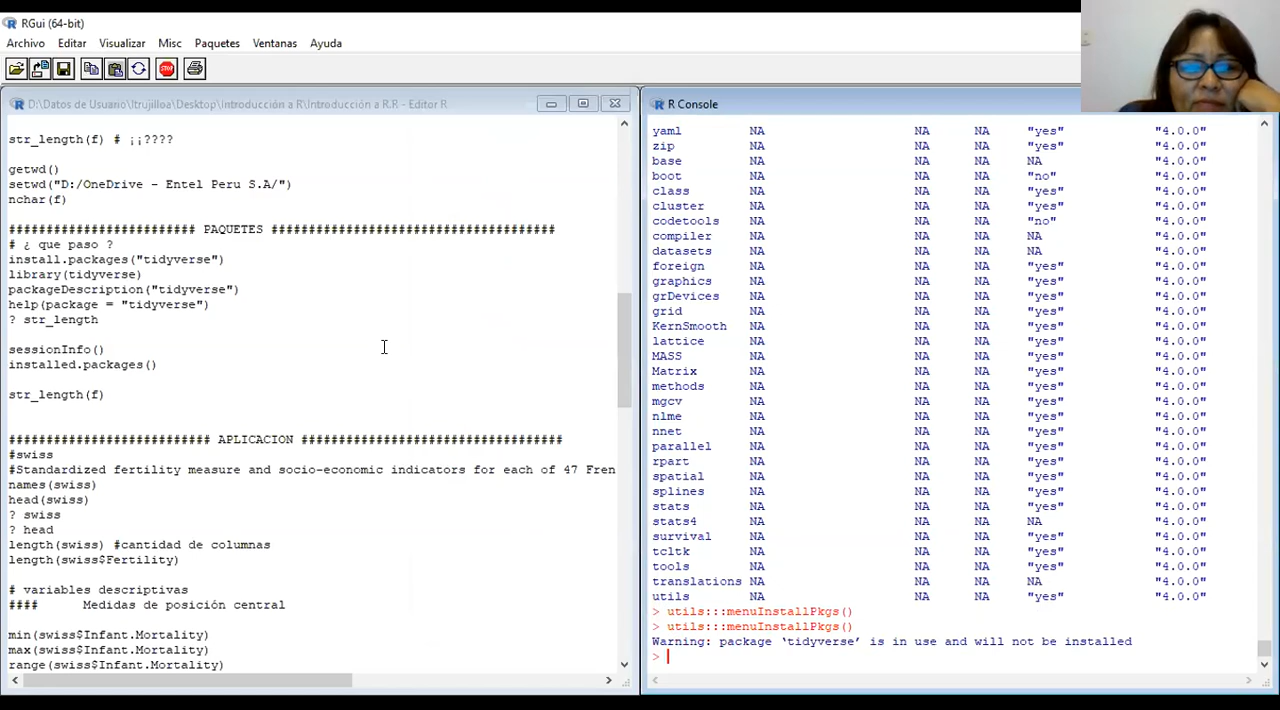 RGui (64-bit)
Archivo Editar Visualizar Misc Paquetes Ventanas Ayuda
STOP
D:\Datos de Usuario\ltrujilloa\Desktop\Introducción a R\Introducción a R.R - Editor R
str_length(f) # ¡¡????
getwd()
setwd("D:/OneDrive - Entel Peru S.A/")
nchar(f)
######################### PAQUETES ######################################
# ¿ que paso ?
install.packages("tidyverse")
library(tidyverse)
packageDescription("tidyverse")
help(package = "tidyverse")
? str_length
sessionInfo()
installed.packages()
str_length(f)
########################### APLICACION ###################################
#swiss
#Standardized fertility measure and socio-economic indicators for each of 47 Fren
names(swiss)
head(swiss)
? swiss
? head
length(swiss) #cantidad de columnas
length(swiss$Fertility)
# variables descriptivas
#### Medidas de posición central
min(swiss$Infant.Mortality)
max(swiss$Infant.Mortality)
range(swiss$Infant.Mortality)
R Console
yaml NA NA NA "yes" "4.0.0"
zip NA NA NA "yes" "4.0.0"
base NA NA NA NA "4.0.0"
boot NA NA NA "no" "4.0.0"
class NA NA NA "yes" "4.0.0"
cluster NA NA NA "yes" "4.0.0"
codetools NA NA NA "no" "4.0.0"
compiler NA NA NA NA "4.0.0"
datasets NA NA NA NA "4.0.0"
foreign NA NA NA "yes" "4.0.0"
graphics NA NA NA "yes" "4.0.0"
grDevices NA NA NA "yes" "4.0.0"
grid NA NA NA "yes" "4.0.0"
KernSmooth NA NA NA "yes" "4.0.0"
lattice NA NA NA "yes" "4.0.0"
MASS NA NA NA "yes" "4.0.0"
Matrix NA NA NA "yes" "4.0.0"
methods NA NA NA "yes" "4.0.0"
mgcv NA NA NA "yes" "4.0.0"
nlme NA NA NA "yes" "4.0.0"
nnet NA NA NA "yes" "4.0.0"
parallel NA NA NA "yes" "4.0.0"
rpart NA NA NA "yes" "4.0.0"
spatial NA NA NA "yes" "4.0.0"
splines NA NA NA "yes" "4.0.0"
stats NA NA NA "yes" "4.0.0"
stats4 NA NA NA NA "4.0.0"
survival NA NA NA "yes" "4.0.0"
tcltk NA NA NA "yes" "4.0.0"
tools NA NA NA "yes" "4.0.0"
translations NA NA NA NA "4.0.0"
utils NA NA NA "yes" "4.0.0"
> utils:::menuInstallPkgs()
> utils:::menuInstallPkgs()
Warning: package ‘tidyverse’ is in use and will not be installed
>